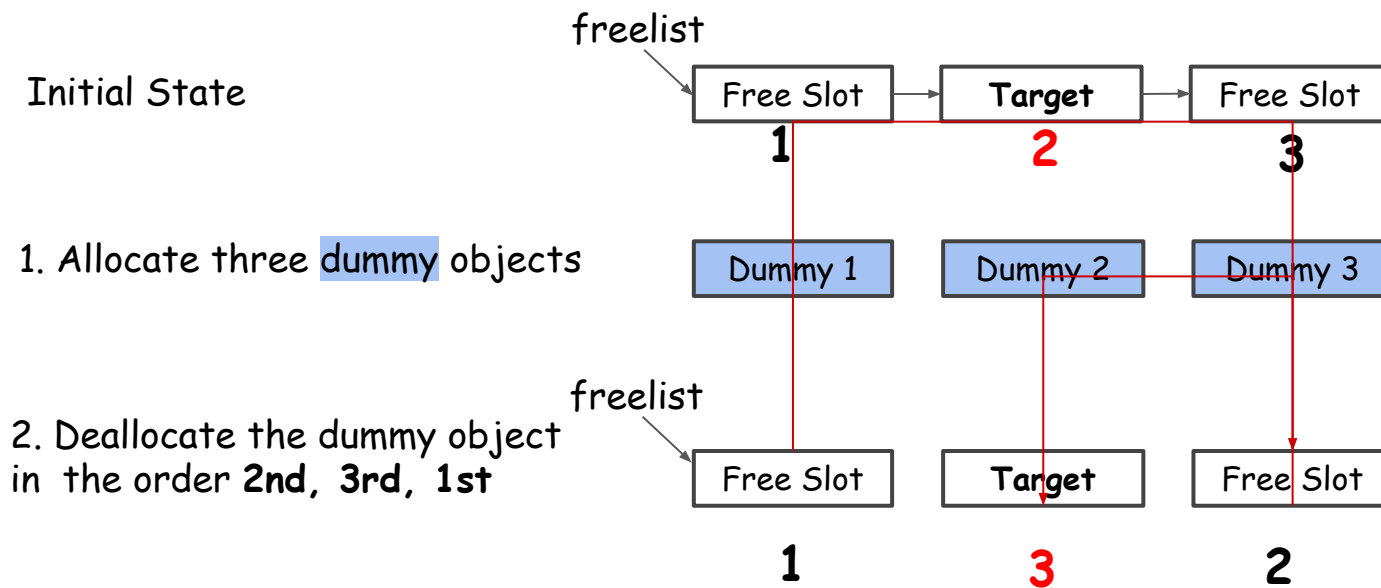 freelist
Initial State
Free Slot
Target
Free Slot
1
2
3
1. Allocate three dummy objects
Dummy 1
Dummy 2
Dummy 3
freelist
2. Deallocate the dummy object
in the order 2nd, 3rd, 1st
Free Slot
Target
Free Slot
1
3
2